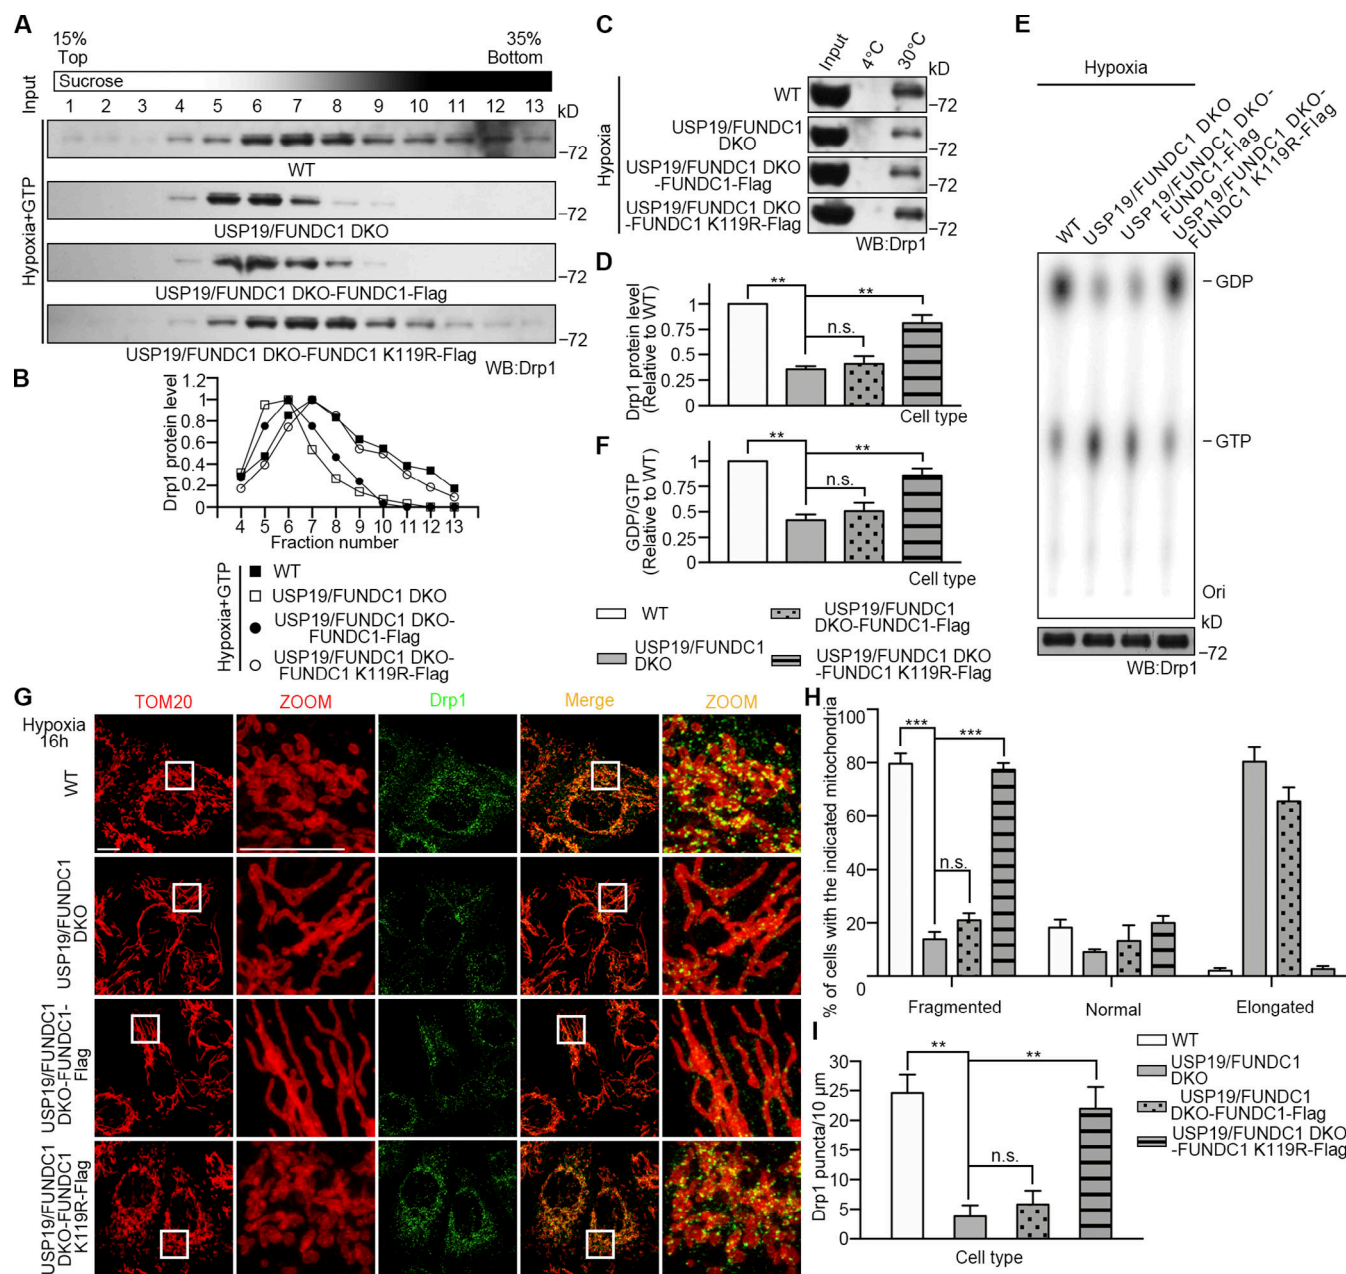 A
15%
35%
Top
Bottom
Sucrose
Input
1 2 3 4 5 6 7 8 9 10 11 12 13 kD
Hypoxia+GTP
−72
WT
−72
USP19/FUNDC1 DKO
−72
USP19/FUNDC1 DKO-FUNDC1-Flag
−72
USP19/FUNDC1 DKO-FUNDC1 K119R-Flag
WB:Drp1
B
Drp1 protein level
1.2
1
0.8
0.6
0.4
0.2
0
4 5 6 7 8 9 10 11 12 13
Fraction number
Hypoxia+GTP
WT
USP19/FUNDC1 DKO
USP19/FUNDC1 DKO-
FUNDC1-Flag
USP19/FUNDC1 DKO-
FUNDC1 K119R-Flag
C
Input 4°C 30°C
kD
Hypoxia
WT
−72
USP19/FUNDC1
DKO
−72
USP19/FUNDC1 DKO
-FUNDC1-Flag
−72
USP19/FUNDC1 DKO
-FUNDC1 K119R-Flag
−72
WB:Drp1
D
Drp1 protein level
(Relative to WT)
1
0.75
0.5
0.25
0
**
**
n.s.
Cell type
F
GDP/GTP
(Relative to WT)
1
0.75
0.5
0.25
0
**
**
n.s.
Cell type
WT
USP19/FUNDC1
DKO-FUNDC1-Flag
USP19/FUNDC1
DKO
USP19/FUNDC1 DKO
-FUNDC1 K119R-Flag
E
Hypoxia
WT
USP19/FUNDC1 DKO
USP19/FUNDC1 DKO-
FUNDC1-Flag
USP19/FUNDC1 DKO-
FUNDC1 K119R-Flag
GDP
GTP
Ori
kD
−72
WB:Drp1
G
TOM20 ZOOM Drp1 Merge ZOOM
Hypoxia
16h
WT
USP19/FUNDC1
DKO
USP19/FUNDC1
DKO-FUNDC1-
Flag
USP19/FUNDC1
DKO-FUNDC1
K119R-Flag
H
% of cells with the indicated mitochondria
100
80
60
40
20
0
***
***
n.s.
Fragmented Normal Elongated
I
Drp1 puncta/10 µm
30
25
20
15
10
5
0
**
**
n.s.
Cell type
WT
USP19/FUNDC1
DKO
USP19/FUNDC1
DKO-FUNDC1-Flag
USP19/FUNDC1 DKO
-FUNDC1 K119R-Flag